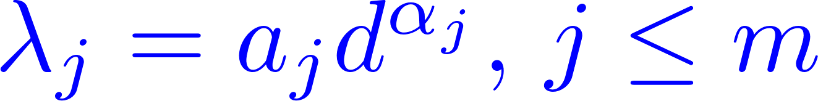 λ_j = a_j d^{α_j}, j ≤ m